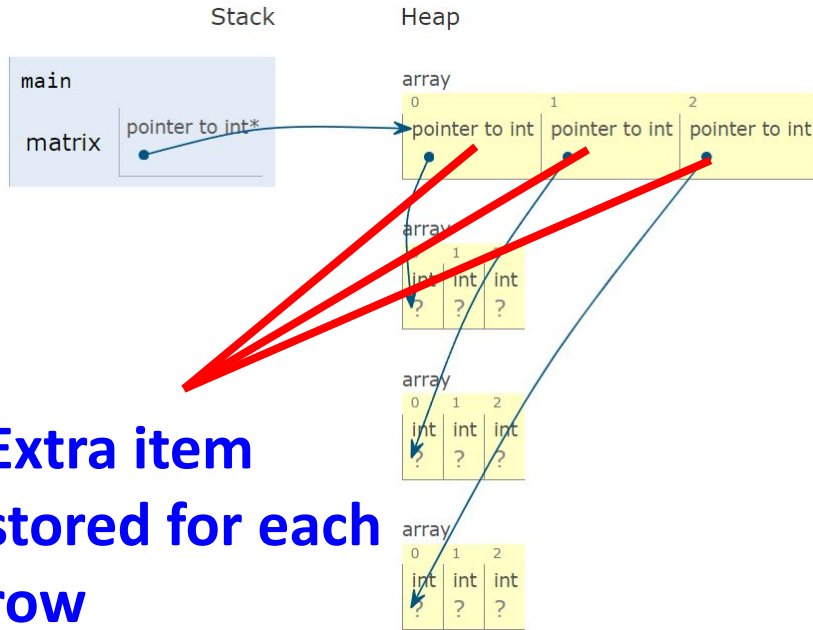 Stack Heap
main
matrix pointer to int*
array
0 1 2
pointer to int pointer to int pointer to int
array
1
int int int
? ? ?
array
0 1 2
int int int
? ? ?
array
0 1 2
int int int
? ? ?
Extra item
stored for each
row